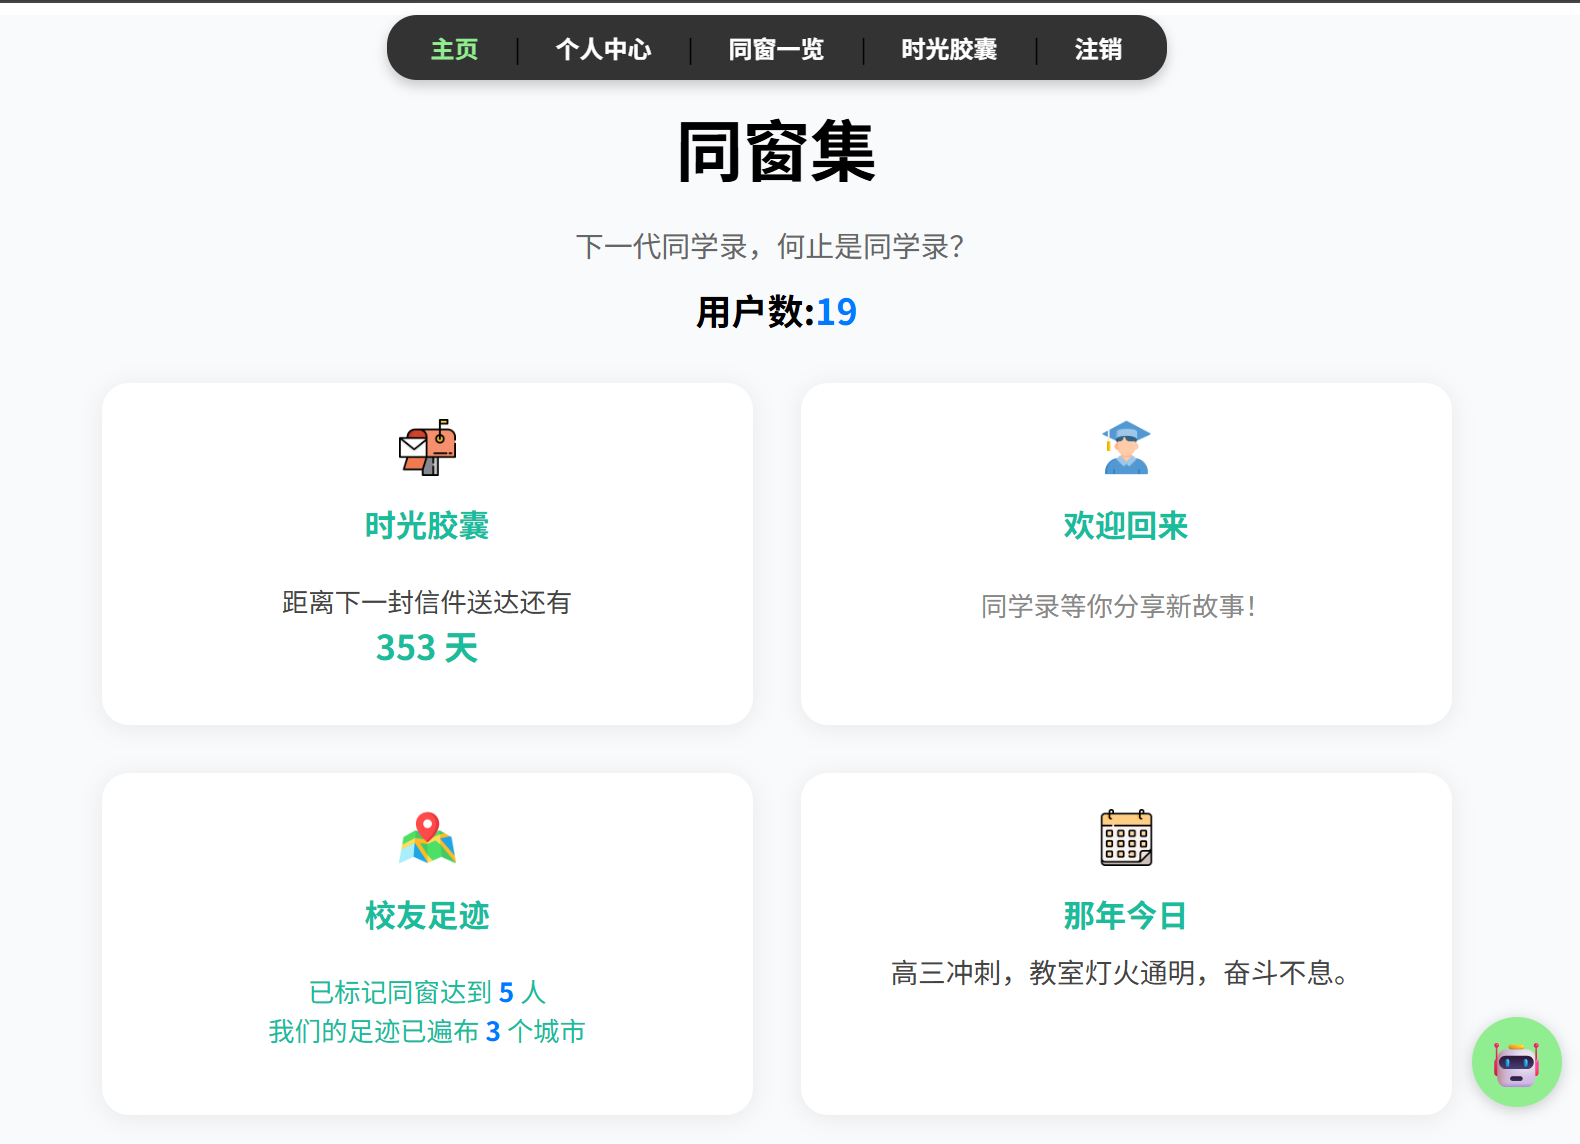 主页 个人中心 同窗一览 时光胶囊 注销
同窗集
下一代同学录，何止是同学录？
用户数:19
时光胶囊
距离下一封信件送达还有
353 天
欢迎回来
同学录等你分享新故事！
校友足迹
已标记同窗达到 5 人
我们的足迹已遍布 3 个城市
那年今日
高三冲刺，教室灯火通明，奋斗不息。